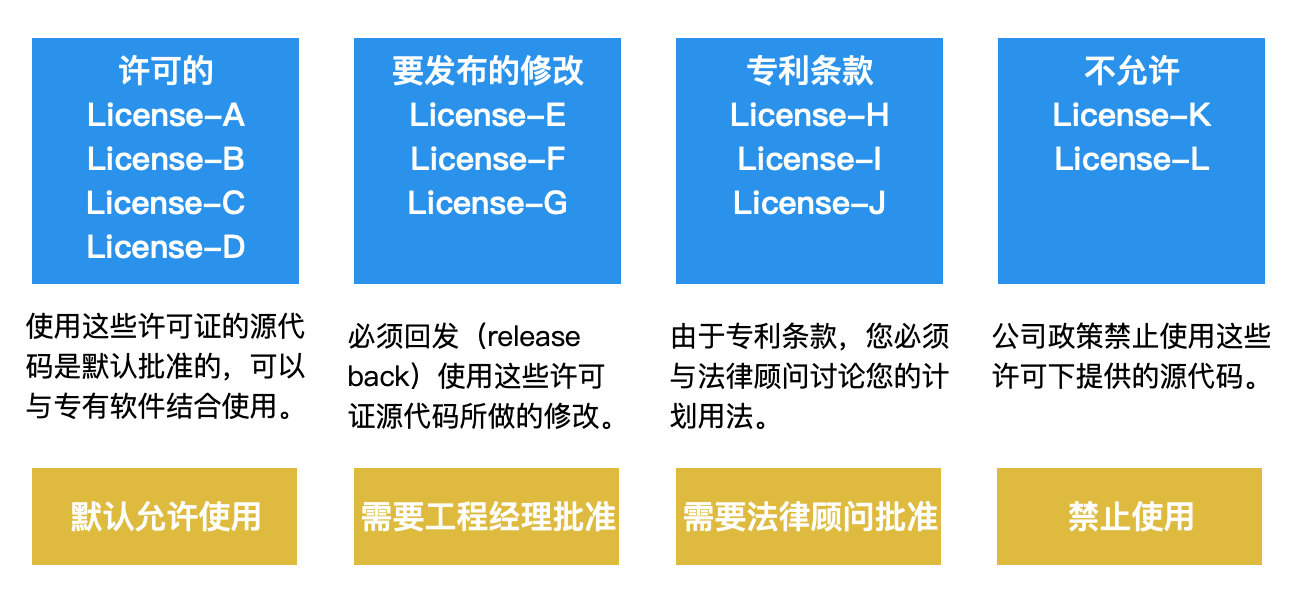 许可的
License–A
License–B
License–C
License–D
使用这些许可证的源代
码是默认批准的，可以
与专有软件结合使用。
默认允许使用
要发布的修改
License–E
License–F
License–G
必须回发（release
back）使用这些许可
证源代码所做的修改。
需要工程经理批准
专利条款
License–H
License–I
License–J
由于专利条款，您必须
与法律顾问讨论您的计
划用法。
需要法律顾问批准
不允许
License–K
License–L
公司政策禁止使用这些
许可下提供的源代码。
禁止使用